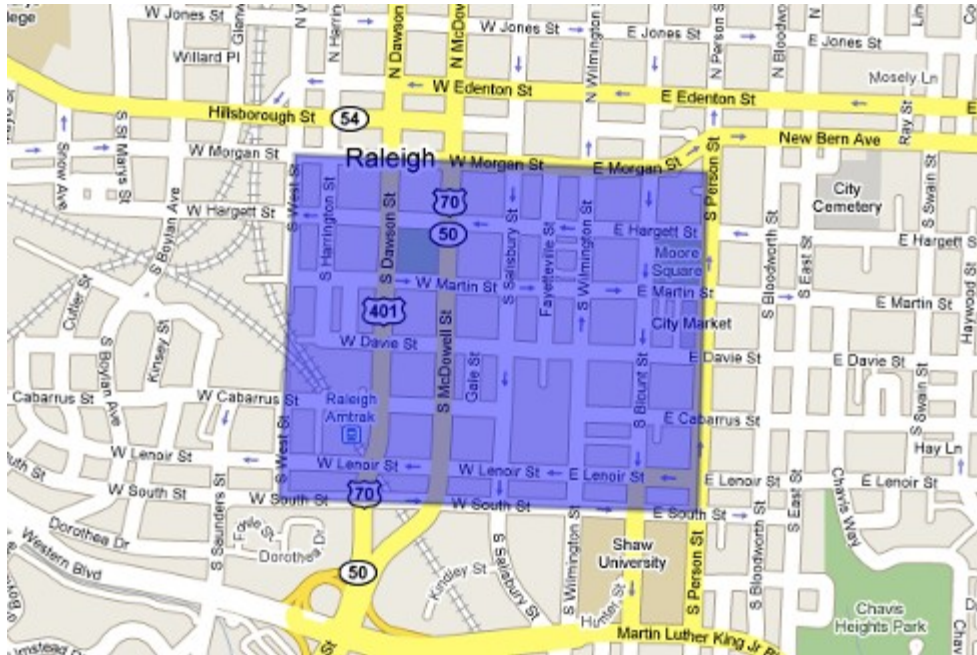 W Jones St
W Jones St
E Jones St
N Dawson
N McDowell
N Wilmington St
N Person St
N Bloodworth
Willard Pl
Mosely Ln
W Edenton St
E Edenton St
Hillsborough St
54
New Bern Ave
Ray St
S St Marys St
Snow Ave
W Morgan St
Raleigh
W Morgan St
E Morgan St
S Person St
City
Cemetery
S Swain St
S Boylan Ave
S West St
S Harrington St
S Dawson St
70
W Hargett St
50
S Salisbury St
Fayetteville St
S Wilmington St
E Hargett St
E Hargett St
Moore
Square
S Bloodworth St
S East St
Haywood St
W Martin St
E Martin St
E Martin St
Cutler St
401
City Market
S McDowell St
W Davie St
E Davie St
E Davie St
Kinsey St
S Boylan Ave
Gale St
S Blount St
Cabarrus St
W Cabarrus St
Raleigh
Amtrak
E Cabarrus St
S Swain St
Hay Ln
S West St
W Lenoir St
W Lenoir St
W Lenoir St
E Lenoir St
E Lenoir St
E Lenoir St
W South St
W South St
70
W South St
E South St
S East St
Chavis Way
Dorothea Dr
Western Blvd
S Saunders St
Dorothea Dr
50
Kindley St
S Salisbury St
S Wilmington St
Shaw
University
S Person St
S Bloodworth St
Hunter St
Chavis
Heights Park
Martin Luther King Jr